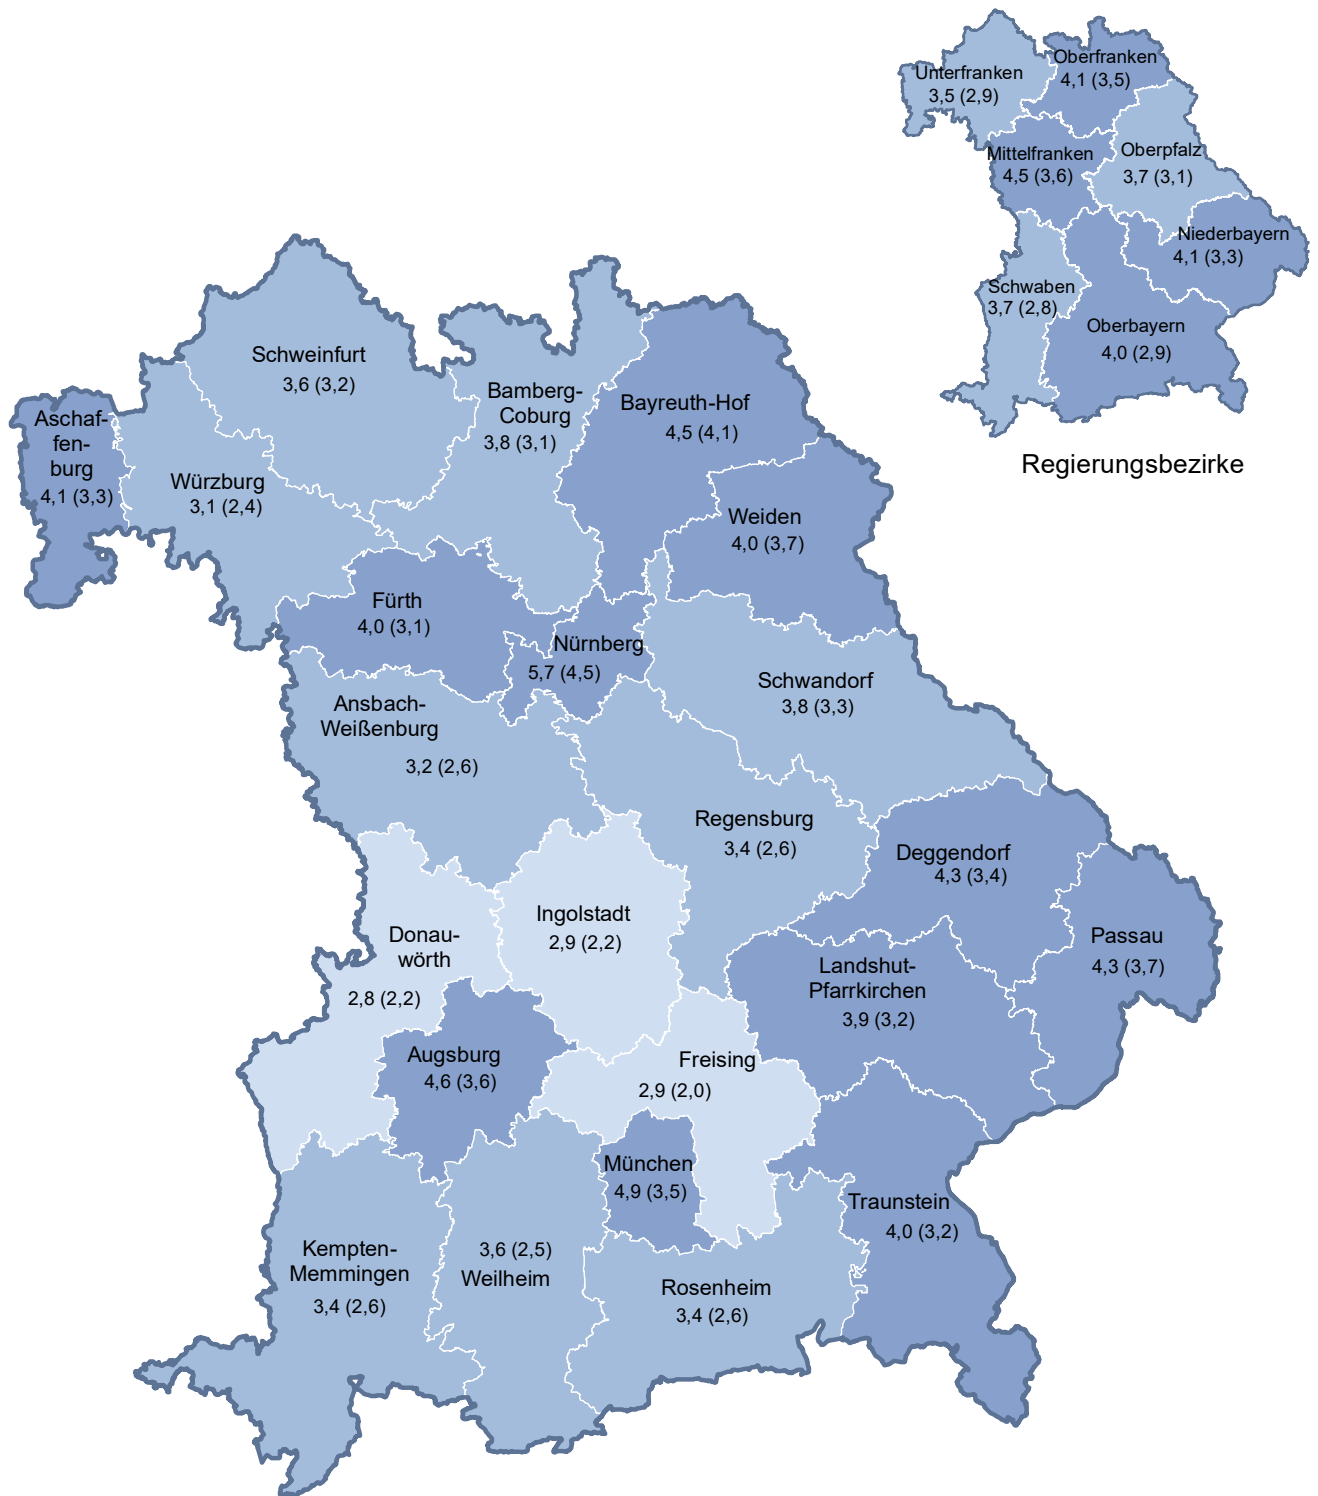 Unterfranken
3,5 (2,9)
Oberfranken
4,1 (3,5)
Mittelfranken
4,5 (3,6)
Oberpfalz
3,7 (3,1)
Niederbayern
4,1 (3,3)
Schwaben
3,7 (2,8)
Oberbayern
4,0 (2,9)
Regierungsbezirke
Schweinfurt
3,6 (3,2)
Bamberg-
Coburg
3,8 (3,1)
Bayreuth-Hof
4,5 (4,1)
Aschaf-
fen-
burg
4,1 (3,3)
Würzburg
3,1 (2,4)
Weiden
4,0 (3,7)
Fürth
4,0 (3,1)
Nürnberg
5,7 (4,5)
Schwandorf
3,8 (3,3)
Ansbach-
Weißenburg
3,2 (2,6)
Regensburg
3,4 (2,6)
Deggendorf
4,3 (3,4)
Ingolstadt
2,9 (2,2)
Donau-
wörth
2,8 (2,2)
Passau
4,3 (3,7)
Landshut-
Pfarrkirchen
3,9 (3,2)
Augsburg
4,6 (3,6)
Freising
2,9 (2,0)
München
4,9 (3,5)
Traunstein
4,0 (3,2)
Kempten-
Memmingen
3,4 (2,6)
3,6 (2,5)
Weilheim
Rosenheim
3,4 (2,6)